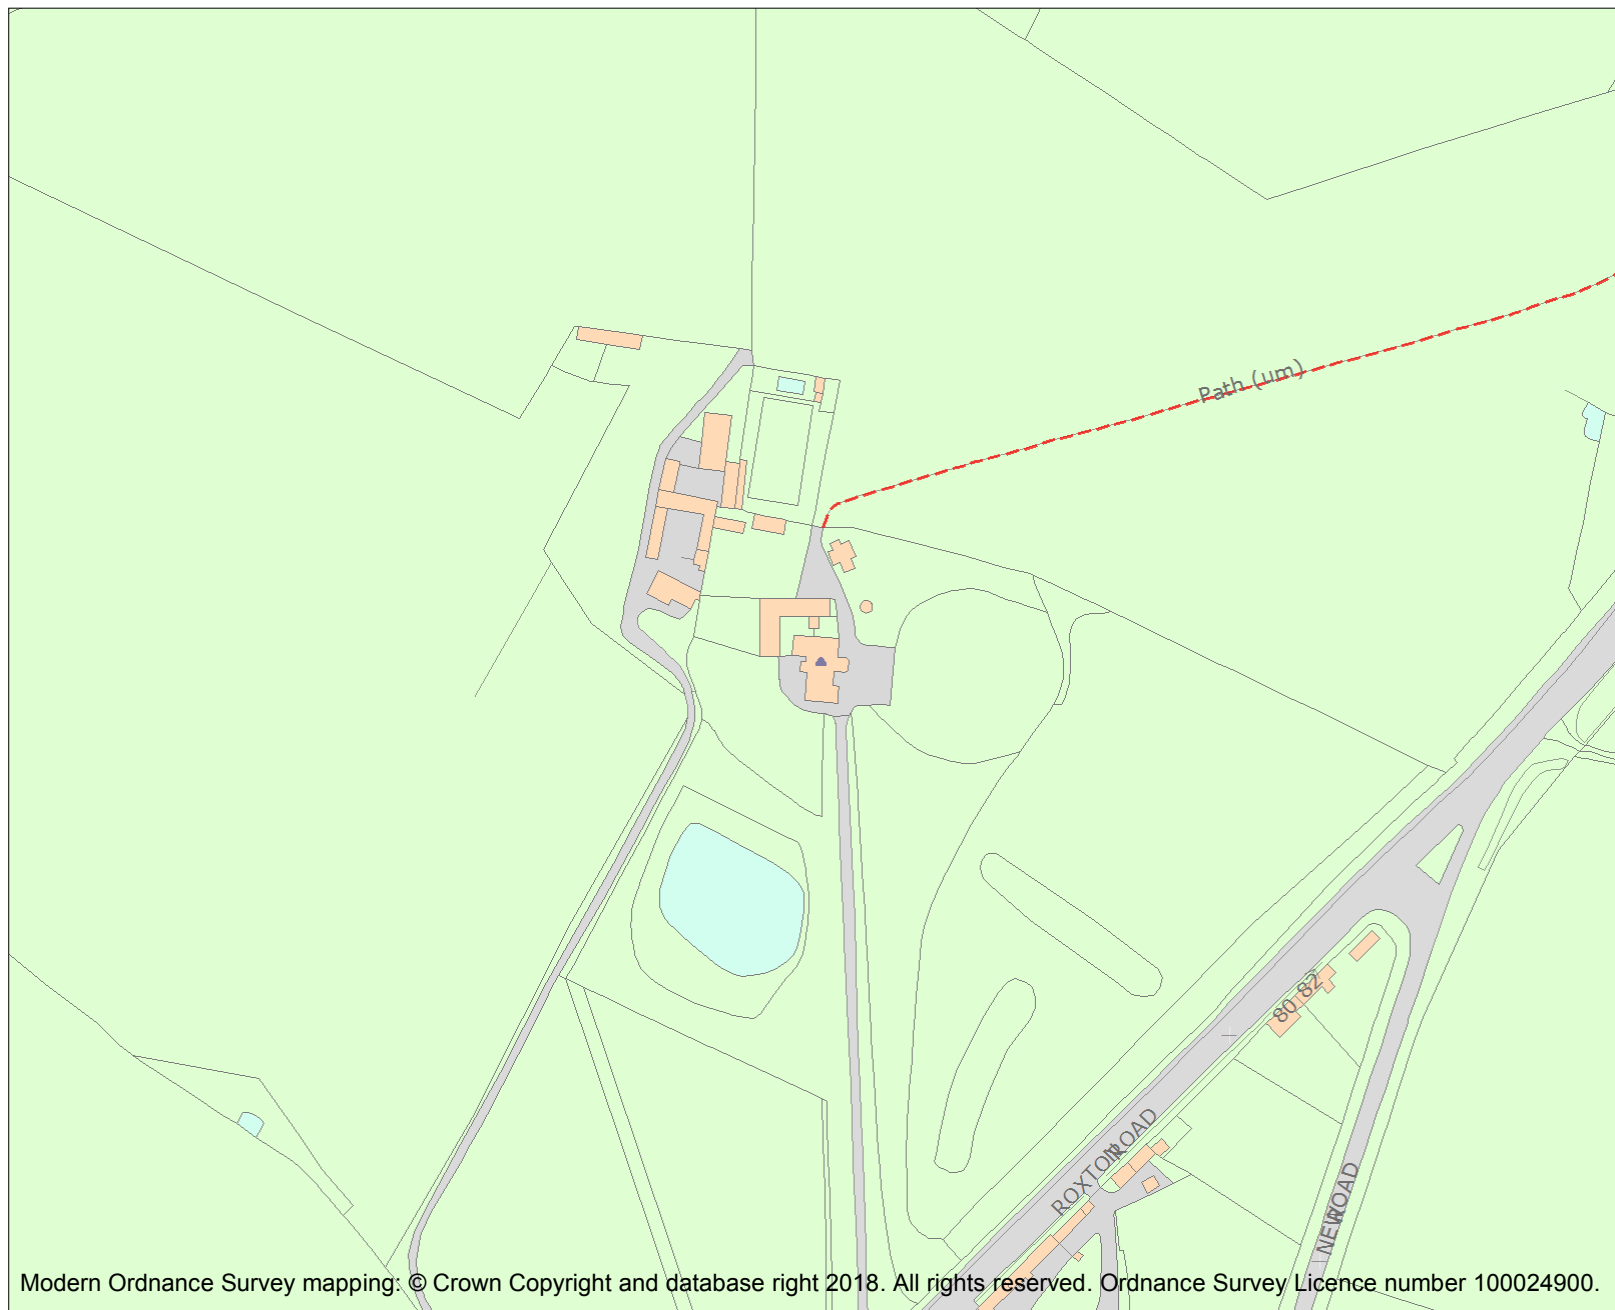 Path (um)
80 82
ROXTON ROAD
NEW ROAD
Modern Ordnance Survey mapping: © Crown Copyright and database right 2018. All rights reserved. Ordnance Survey Licence number 100024900.